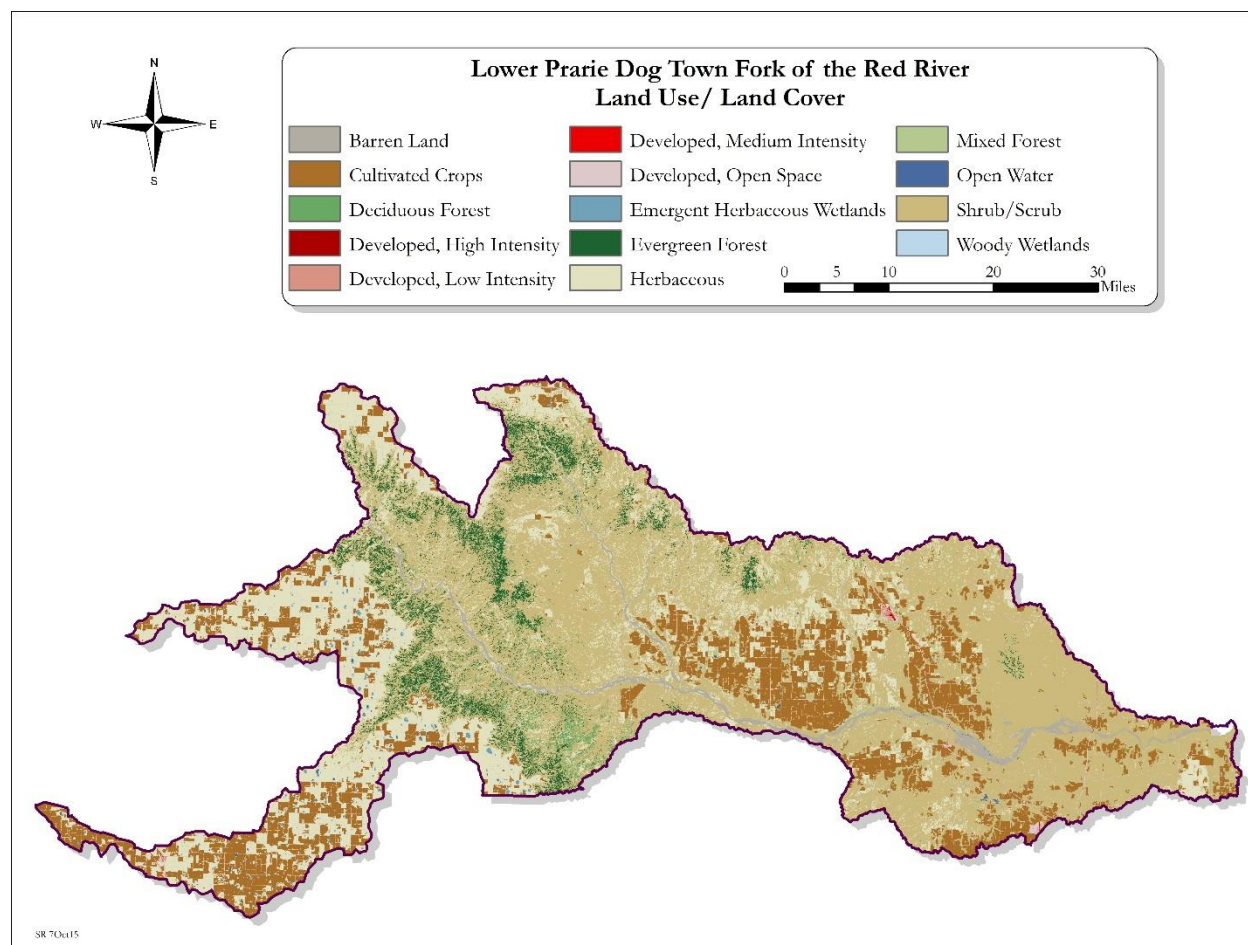 N
W
E
S
Lower Prarie Dog Town Fork of the Red River
Land Use/ Land Cover
Barren Land
Cultivated Crops
Deciduous Forest
Developed, High Intensity
Developed, Low Intensity
Developed, Medium Intensity
Developed, Open Space
Emergent Herbaceous Wetlands
Evergreen Forest
Herbaceous
Mixed Forest
Open Water
Shrub/Scrub
Woody Wetlands
0 5 10 20 30
Miles
SR 7Oct15